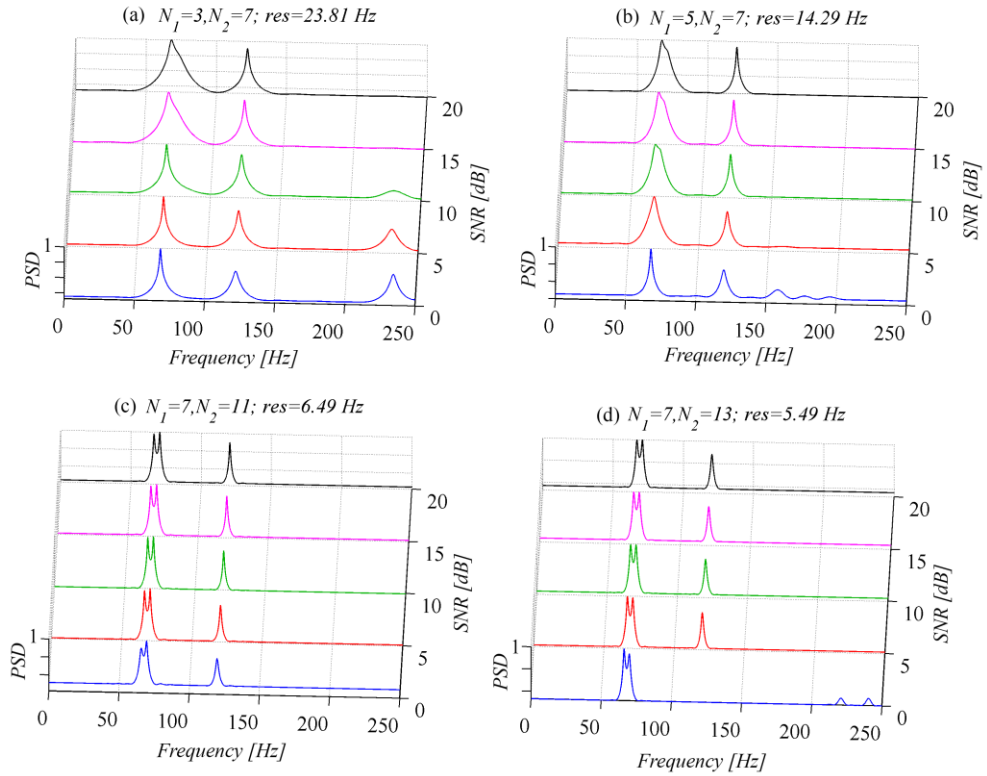 (a) N1=3,N2=7; res=23.81 Hz
20
15
10
5
0
SNR [dB]
1
PSD
0 50 100 150 200 250
Frequency [Hz]
(b) N1=5,N2=7; res=14.29 Hz
20
15
10
5
0
SNR [dB]
1
PSD
0 50 100 150 200 250
Frequency [Hz]
(c) N1=7,N2=11; res=6.49 Hz
20
15
10
5
0
SNR [dB]
1
PSD
0 50 100 150 200 250
Frequency [Hz]
(d) N1=7,N2=13; res=5.49 Hz
20
15
10
5
0
SNR [dB]
1
PSD
0 50 100 150 200 250
Frequency [Hz]